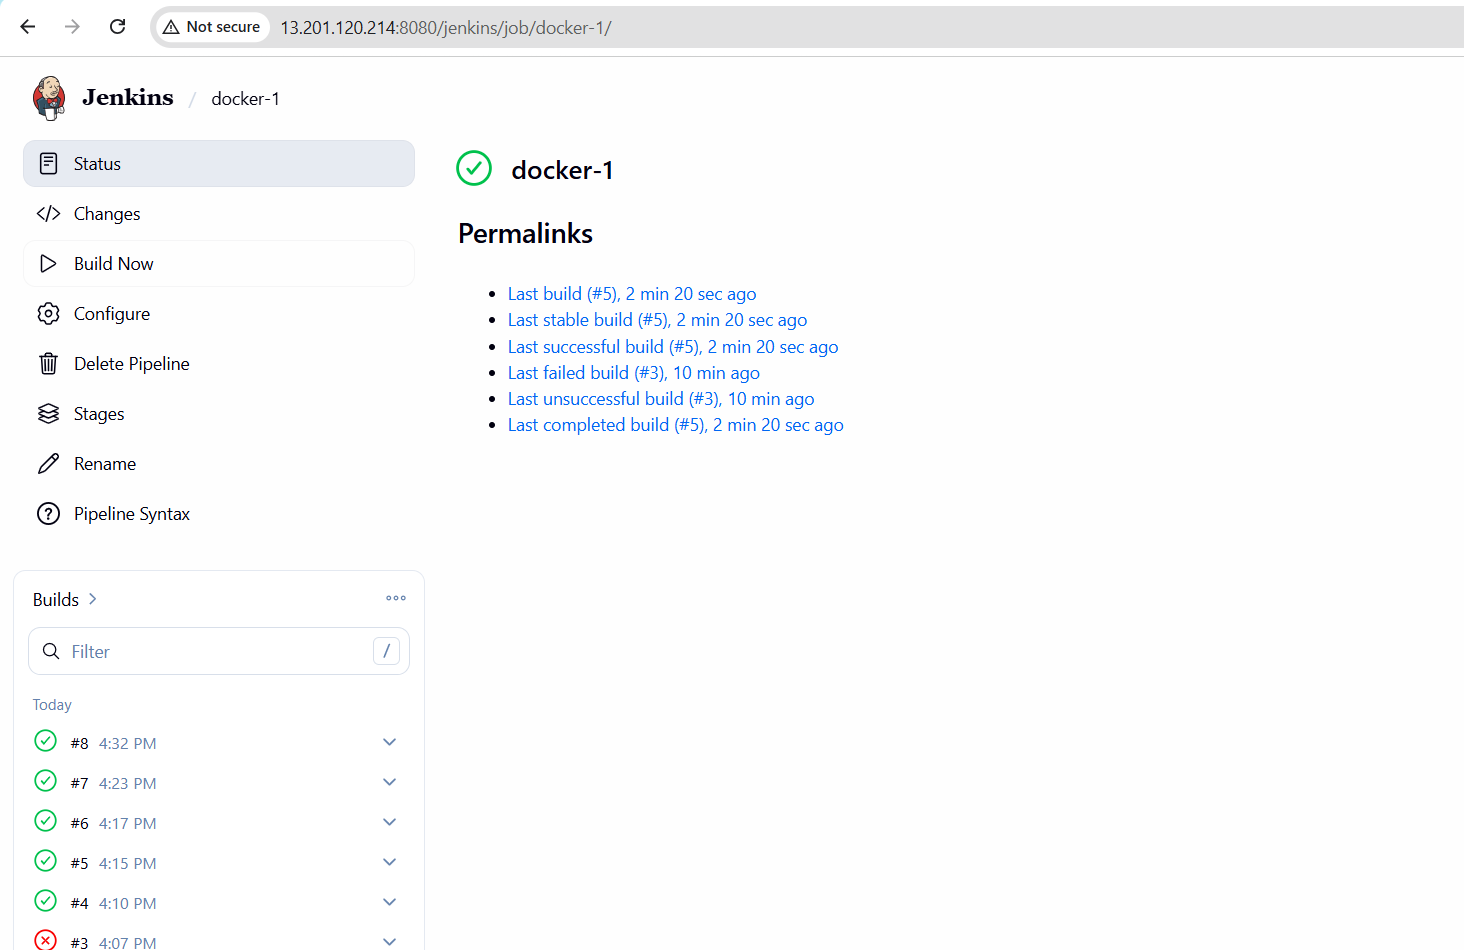 Not secure 13.201.120.214:8080/jenkins/job/docker-1/
Jenkins / docker-1
Status
Changes
Build Now
Configure
Delete Pipeline
Stages
Rename
Pipeline Syntax
docker-1
Permalinks
Last build (#5), 2 min 20 sec ago
Last stable build (#5), 2 min 20 sec ago
Last successful build (#5), 2 min 20 sec ago
Last failed build (#3), 10 min ago
Last unsuccessful build (#3), 10 min ago
Last completed build (#5), 2 min 20 sec ago
Builds
Filter /
Today
#8 4:32 PM
#7 4:23 PM
#6 4:17 PM
#5 4:15 PM
#4 4:10 PM
#3 4:07 PM